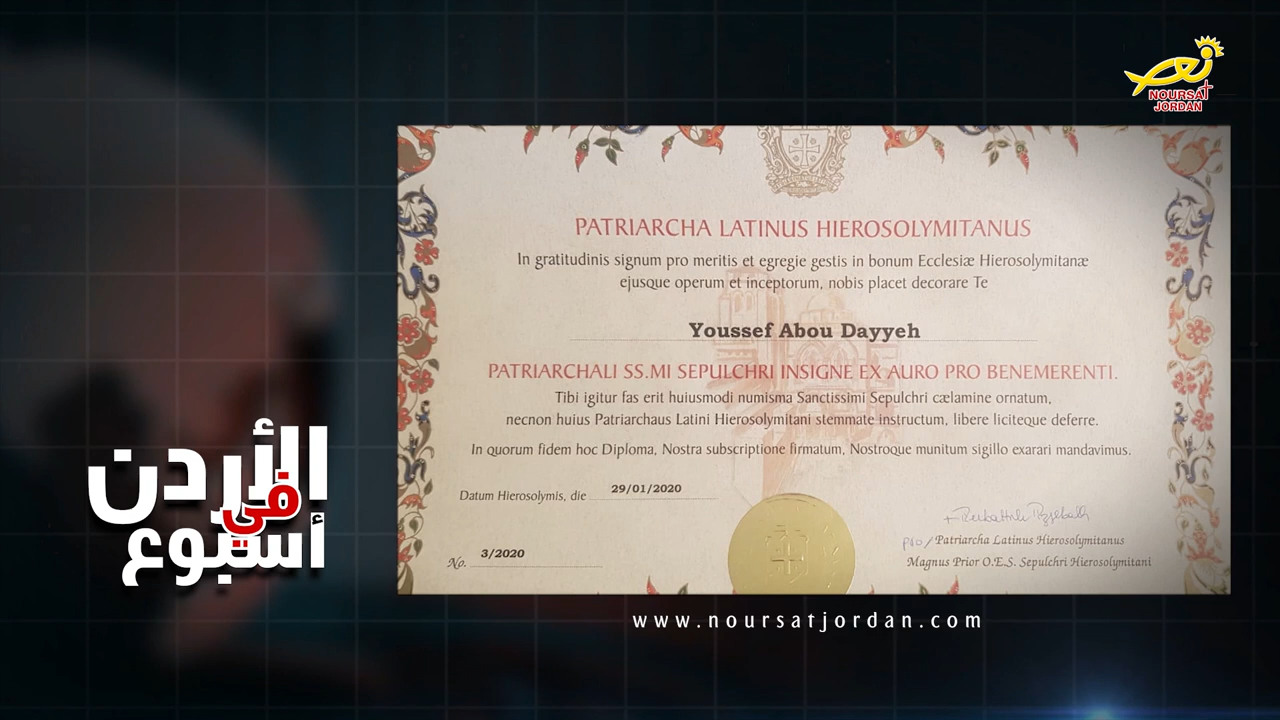 NOURSAT
JORDAN
PATRIARCHA LATINUS HIEROSOLYMITANUS
In gratitudinis signum pro meritis et egregie gestis in bonum Ecclesiæ Hierosolymitanæ
ejusque operum et inceptorum, nobis placet decorare Te
Youssef Abou Dayyeh
PATRIARCHALI SS.MI SEPULCHRI INSIGNE EX AURO PRO BENEMERENTI.
Tibi igitur fas erit huiusmodi numisma Sanctissimi Sepulchri cælamine ornatum,
necnon huius Patriarchaus Latini Hierosolymitani stemmate instructum, libere liciteque deferre.
In quorum fidem hoc Diploma, Nostra subscriptione firmatum, Nostroque munitum sigillo exarari mandavimus.
Datum Hierosolymis, die 29/01/2020
pro/ Patriarcha Latinus Hierosolymitanus
No. 3/2020
Magnus Prior O.E.S. Sepulchri Hierosolymitani
الأردن
في
أسبوع
www.noursatjordan.com